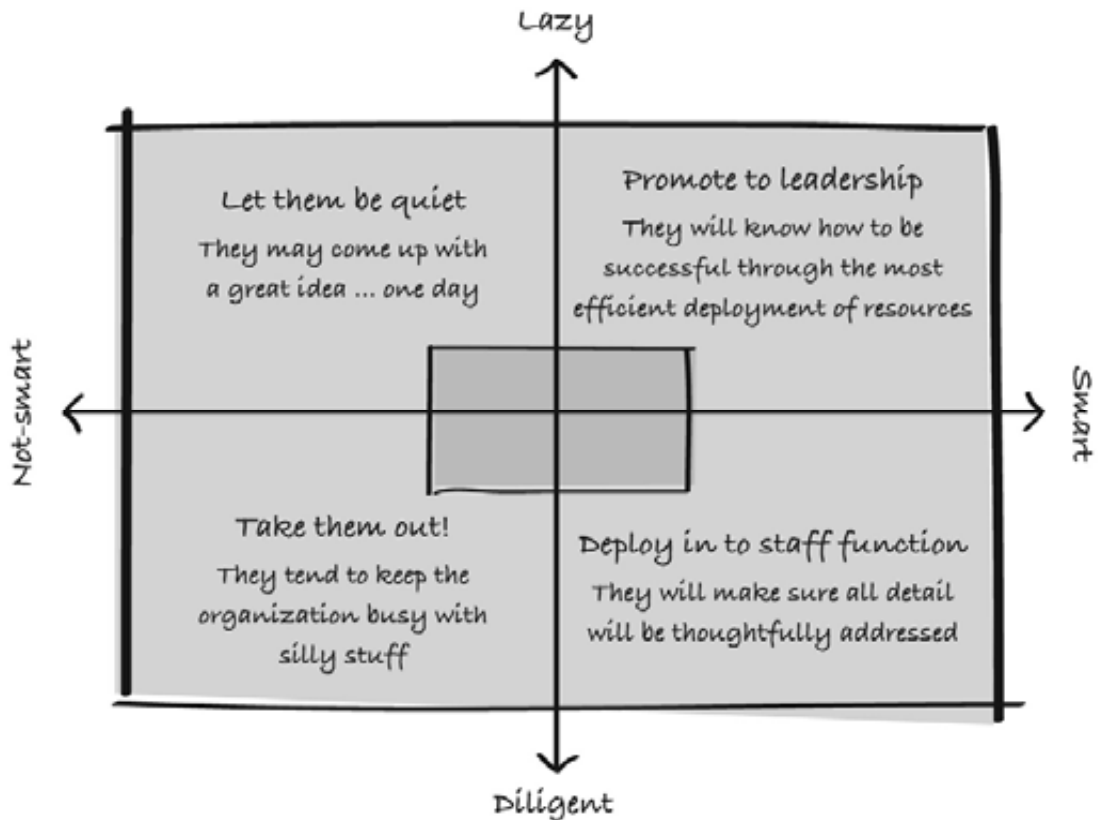 Lazy
Let them be quiet
They may come up with
a great idea ... one day
Promote to leadership
They will know how to be
successful through the most
efficient deployment of resources
Not-smart
Smart
Take them out!
They tend to keep the
organization busy with
silly stuff
Deploy in to staff function
They will make sure all detail
will be thoughtfully addressed
Diligent